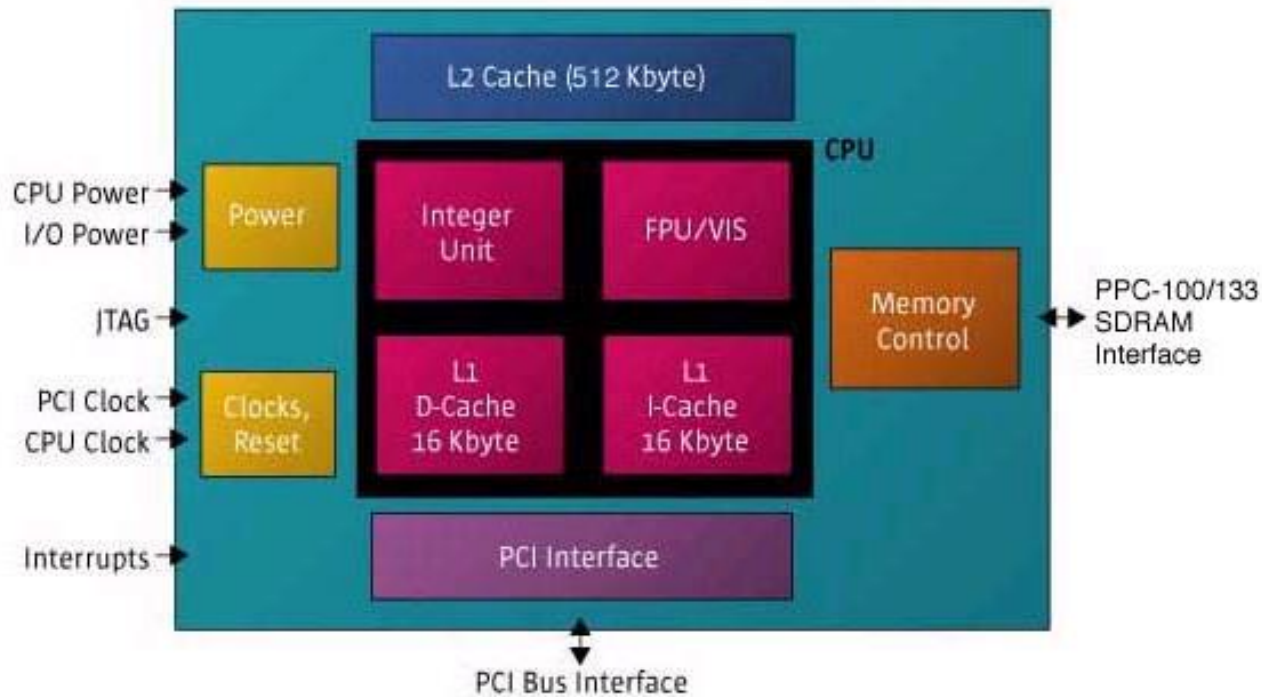 L2 Cache (512 Kbyte)
CPU
CPU Power
I/O Power
Power
Integer
Unit
FPU/VIS
JTAG
Memory
Control
PPC-100/133
SDRAM
Interface
PCI Clock
CPU Clock
Clocks,
Reset
L1
D-Cache
16 Kbyte
L1
I-Cache
16 Kbyte
Interrupts
PCI Interface
PCI Bus Interface